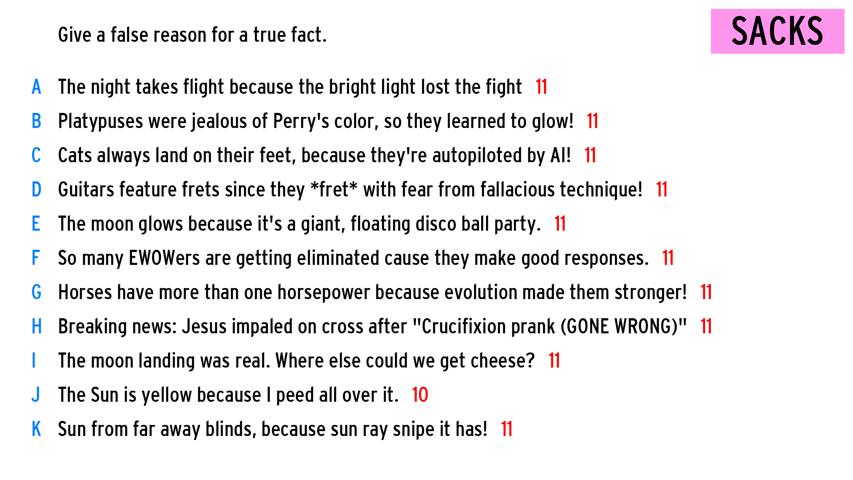 Give a false reason for a true fact.
SACKS
A The night takes flight because the bright light lost the fight 11
B Platypuses were jealous of Perry's color, so they learned to glow! 11
C Cats always land on their feet, because they're autopiloted by AI! 11
D Guitars feature frets since they *fret* with fear from fallacious technique! 11
E The moon glows because it's a giant, floating disco ball party. 11
F So many EWOWers are getting eliminated cause they make good responses. 11
G Horses have more than one horsepower because evolution made them stronger! 11
H Breaking news: Jesus impaled on cross after "Crucifixion prank (GONE WRONG)" 11
I The moon landing was real. Where else could we get cheese? 11
J The Sun is yellow because I peed all over it. 10
K Sun from far away blinds, because sun ray snipe it has! 11